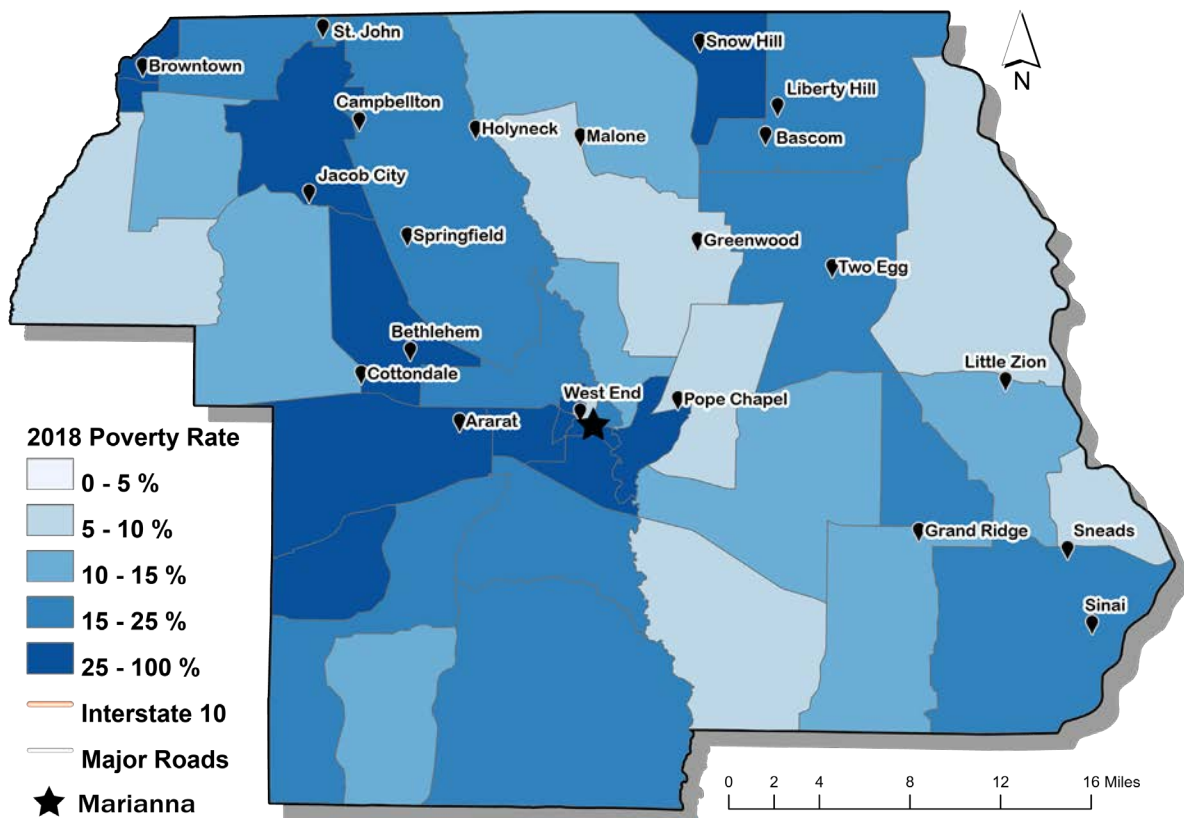 St. John
Browntown
Snow Hill
N
Campbellton
Liberty Hill
Holyneck
Malone
Bascom
Jacob City
Springfield
Greenwood
Two Egg
Bethlehem
Cottondale
Little Zion
West End
Pope Chapel
Ararat
2018 Poverty Rate
0 - 5 %
5 - 10 %
10 - 15 %
15 - 25 %
25 - 100 %
Interstate 10
Major Roads
Marianna
Grand Ridge
Sneads
Sinai
0 2 4 8 12 16 Miles